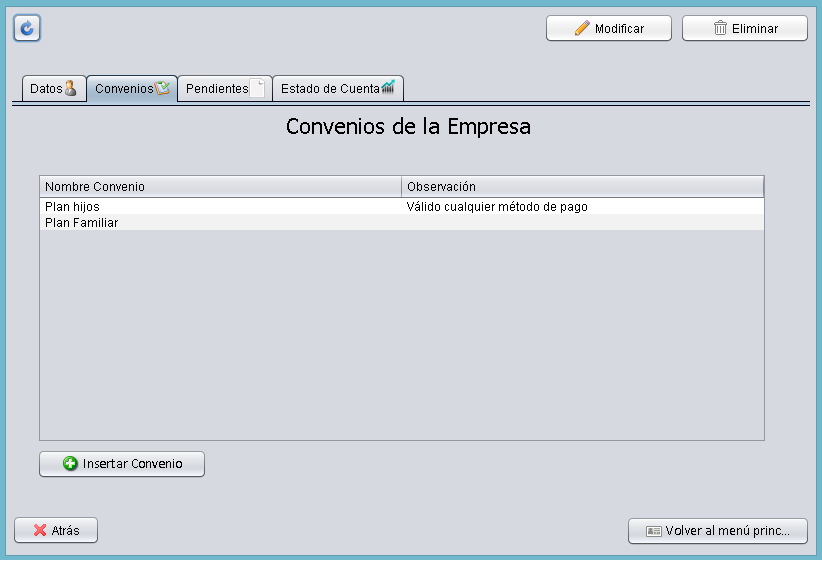 Modificar Eliminar
Datos Convenios Pendientes Estado de Cuenta
Convenios de la Empresa
Nombre Convenio Observación
Plan hijos Válido cualquier método de pago
Plan Familiar
Insertar Convenio
Atrás Volver al menú princ...